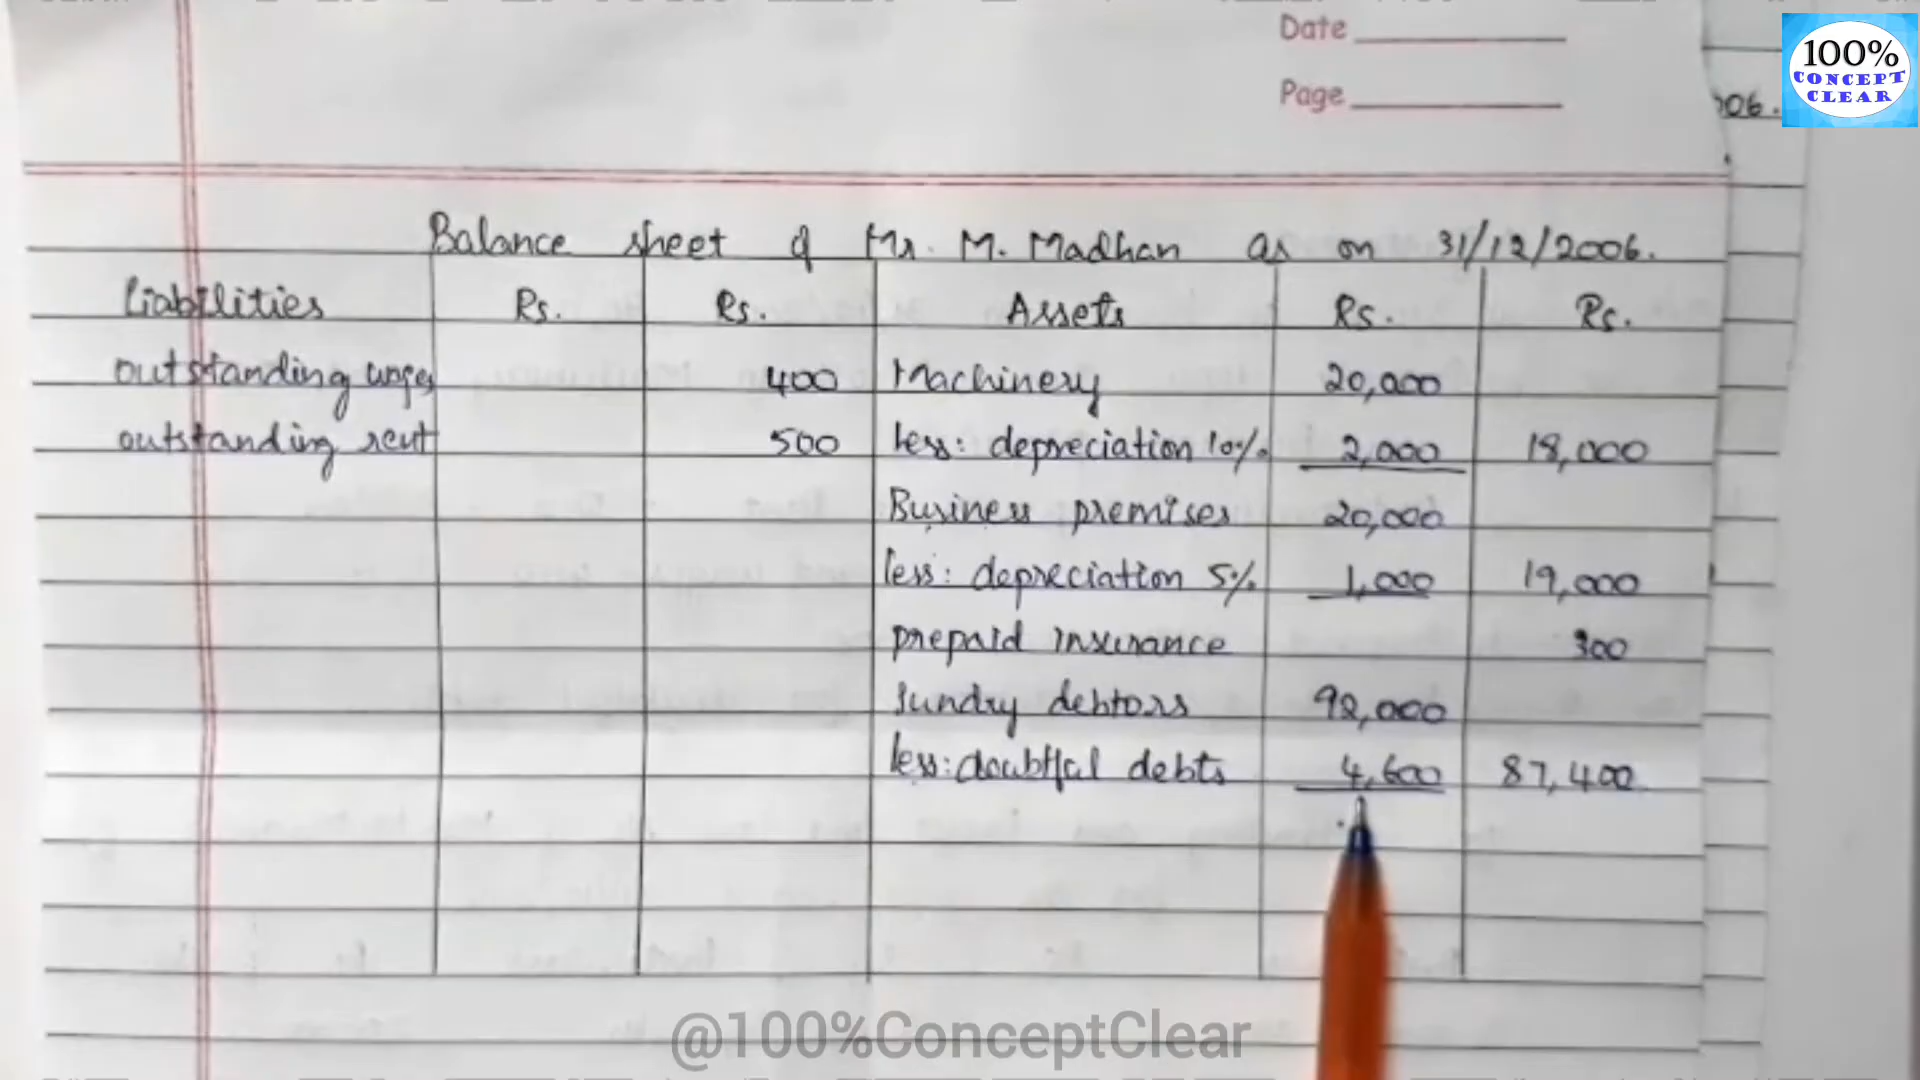 Date
Page
100%
CONCEPT
CLEAR
006.
Balance sheet of Mr. M. Madhan as on 31/12/2006.
Liabilities Rs. Rs. Assets Rs. Rs.
outstanding wages 400 Machinery 20,000
outstanding rent 500 less: depreciation 10% 2,000 18,000
Business premises 20,000
less: depreciation 5% 1,000 19,000
prepaid insurance 300
Sundry debtors 92,000
less: doubtful debts 4,600 87,400
@100%ConceptClear